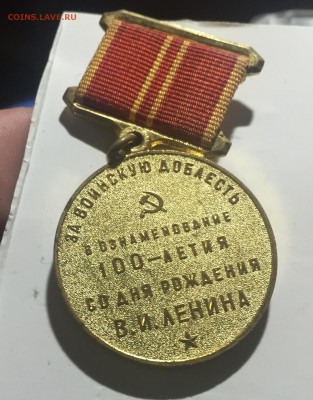 COINS.LAVE.RU
ЗА ВОИНСКУЮ ДОБЛЕСТЬ
В ОЗНАМЕНОВАНИЕ
100-ЛЕТИЯ
СО ДНЯ РОЖДЕНИЯ
В.И.ЛЕНИНА